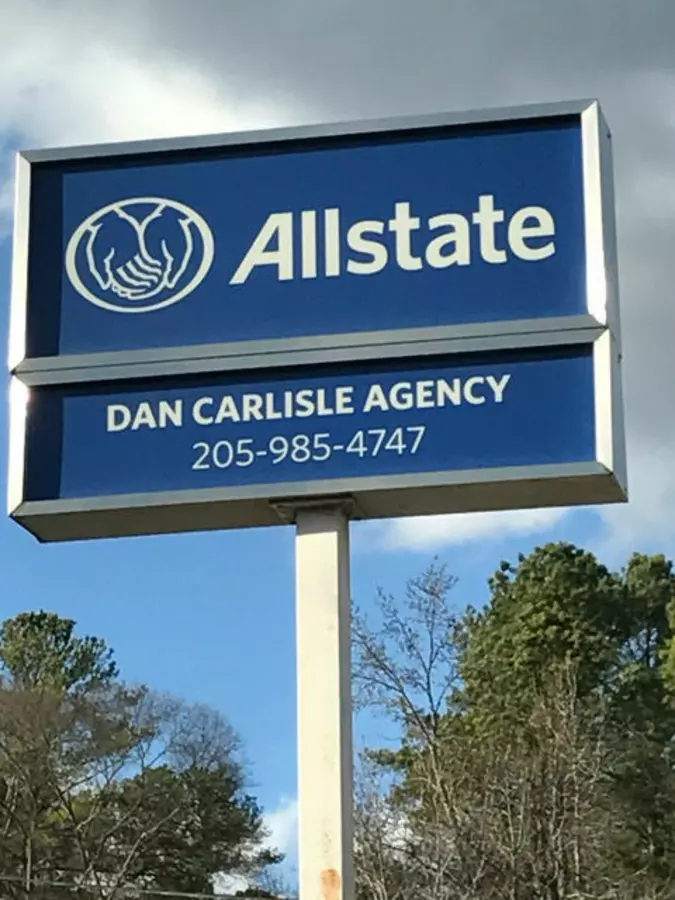 Allstate
DAN CARLISLE AGENCY
205-985-4747